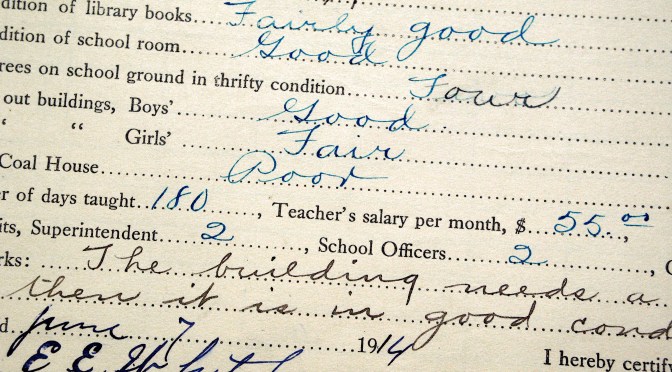 dition of library books.....Fairly good
dition of school room.....Good
rees on school ground in thrifty condition.....Four
out buildings, Boys'.....Good
“ “ Girls'.....Fair
Coal House.....Poor
r of days taught...180..., Teacher's salary per month, $...55.00...,
its, Superintendent.....2....., School Officers.....2.....,
rks: The building needs a
then it is in good cond
d June 7.....1914
E E Whit
I hereby certify